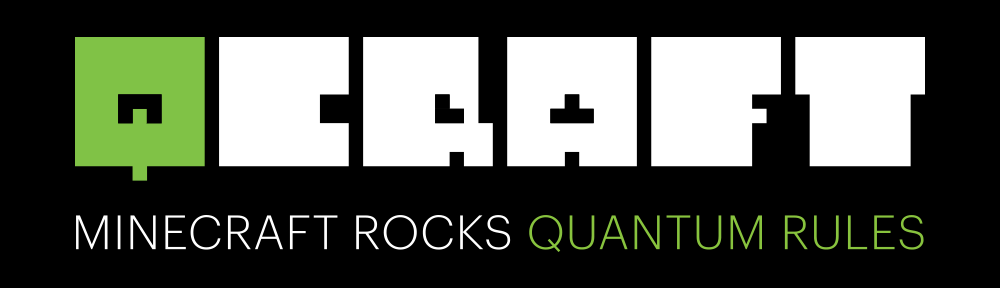 QCRAFT
MINECRAFT ROCKS QUANTUM RULES